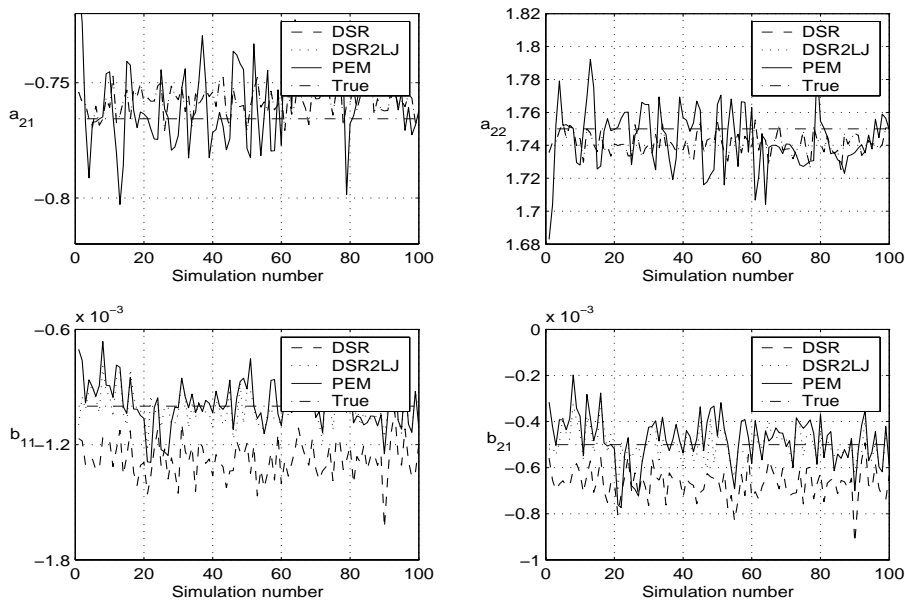 −0.75
−0.8
a21
0
20
40
60
80
100
Simulation number
DSR
DSR2LJ
PEM
True
1.82
1.8
1.78
1.76
1.74
1.72
1.7
1.68
a22
0
20
40
60
80
100
Simulation number
DSR
DSR2LJ
PEM
True
x 10−3
−0.6
−1.2
−1.8
b11
0
20
40
60
80
100
Simulation number
DSR
DSR2LJ
PEM
True
x 10−3
0
−0.2
−0.4
−0.6
−0.8
−1
b21
0
20
40
60
80
100
Simulation number
DSR
DSR2LJ
PEM
True